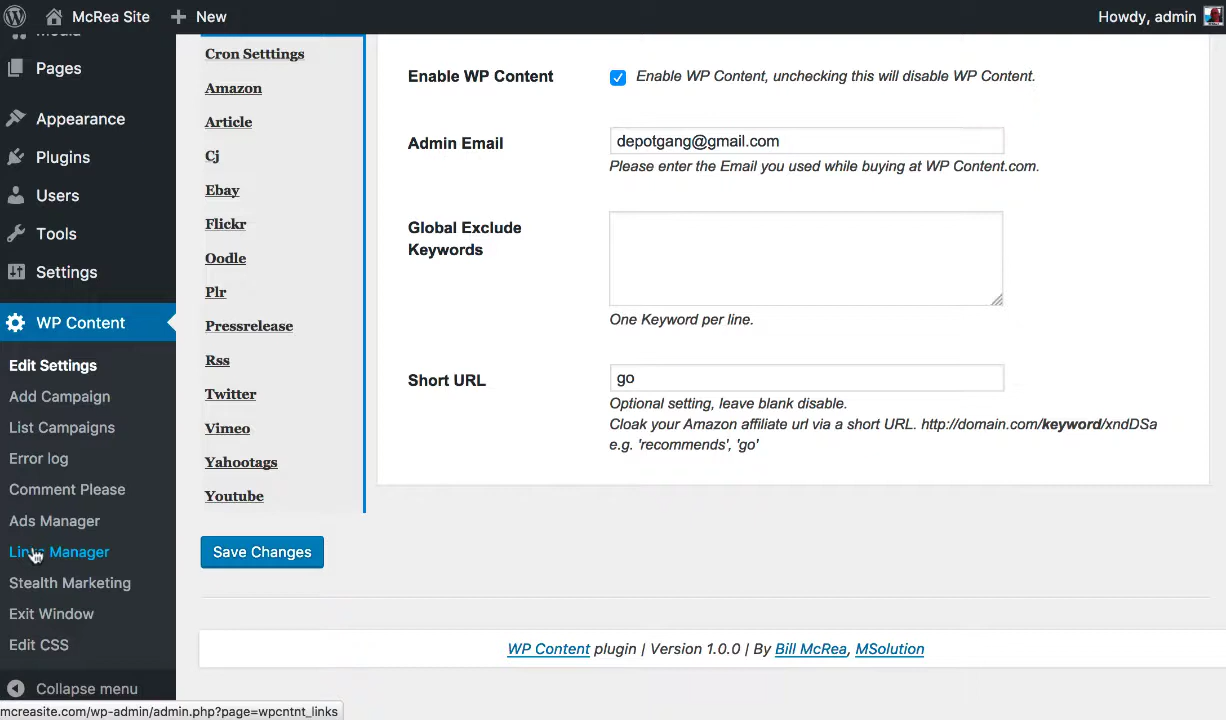 McRea Site
New
Howdy, admin
Media
Pages
Appearance
Plugins
Users
Tools
Settings
WP Content
Edit Settings
Add Campaign
List Campaigns
Error log
Comment Please
Ads Manager
Links Manager
Stealth Marketing
Exit Window
Edit CSS
Collapse menu
mcreasite.com/wp-admin/admin.php?page=wpcntnt_links
Cron Setttings
Amazon
Article
Cj
Ebay
Flickr
Oodle
Plr
Pressrelease
Rss
Twitter
Vimeo
Yahootags
Youtube
Enable WP Content
Enable WP Content, unchecking this will disable WP Content.
Admin Email
depotgang@gmail.com
Please enter the Email you used while buying at WP Content.com.
Global Exclude
Keywords
One Keyword per line.
Short URL
go
Optional setting, leave blank disable.
Cloak your Amazon affiliate url via a short URL. http://domain.com/keyword/xndDSa
e.g. 'recommends', 'go'
Save Changes
WP Content plugin | Version 1.0.0 | By Bill McRea, MSolution